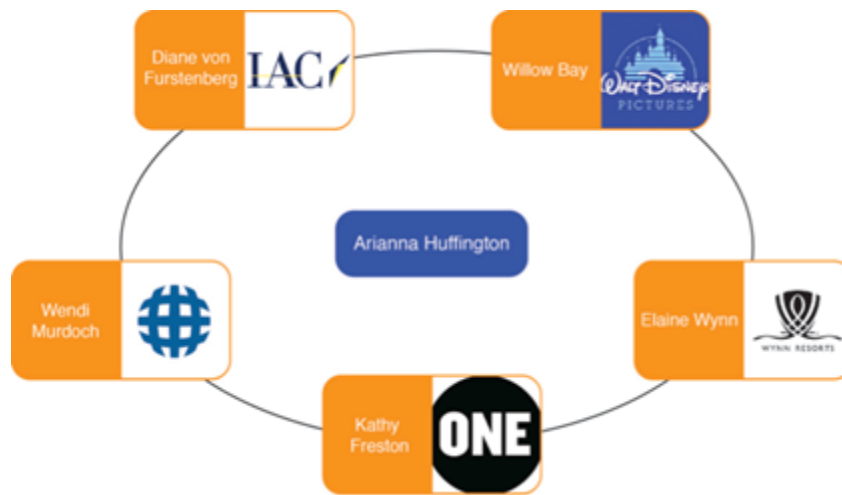 Diane von
Furstenberg
IAC
Willow Bay
WALT DISNEY
PICTURES
Arianna Huffington
Wendi
Murdoch
Elaine Wynn
WYNN RESORTS
Kathy
Freston
ONE